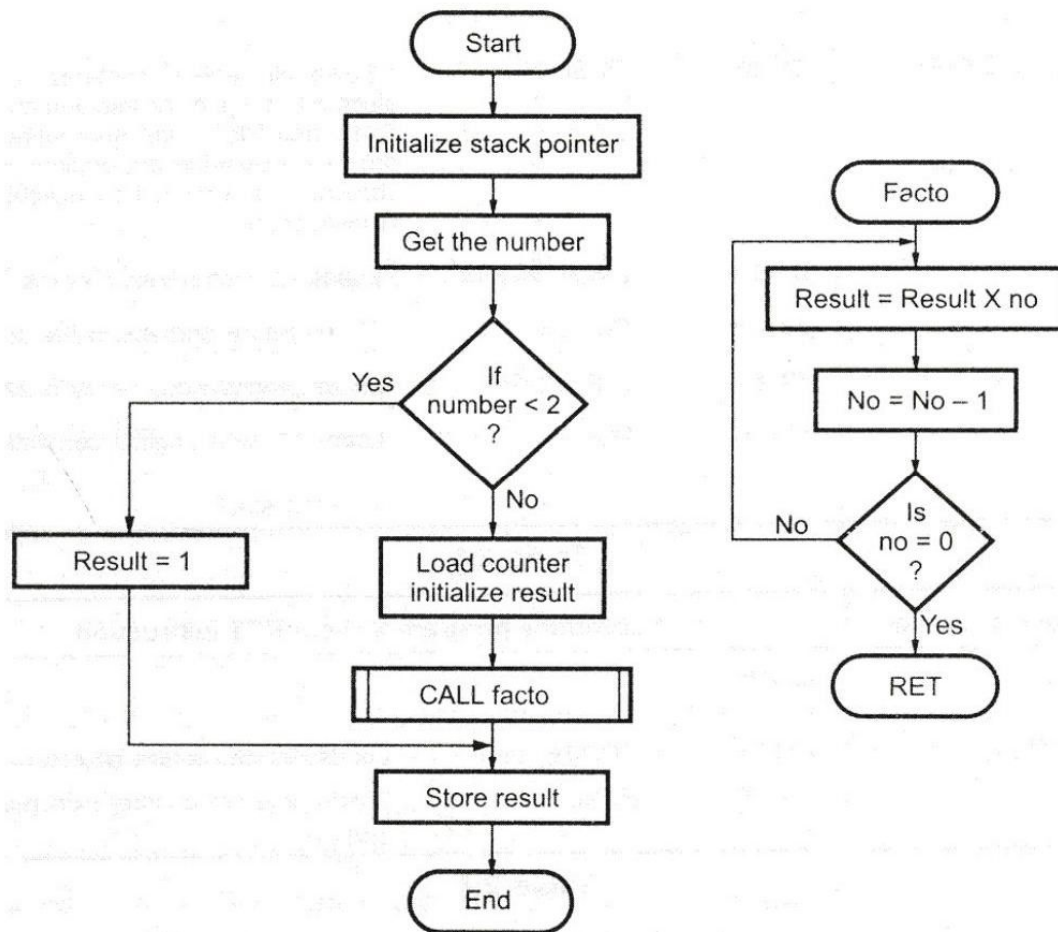 Start
Initialize stack pointer
Get the number
If
number < 2
?
Yes
No
Result = 1
Load counter
initialize result
CALL facto
Store result
End
Facto
Result = Result X no
No = No – 1
Is
no = 0
?
No
Yes
RET